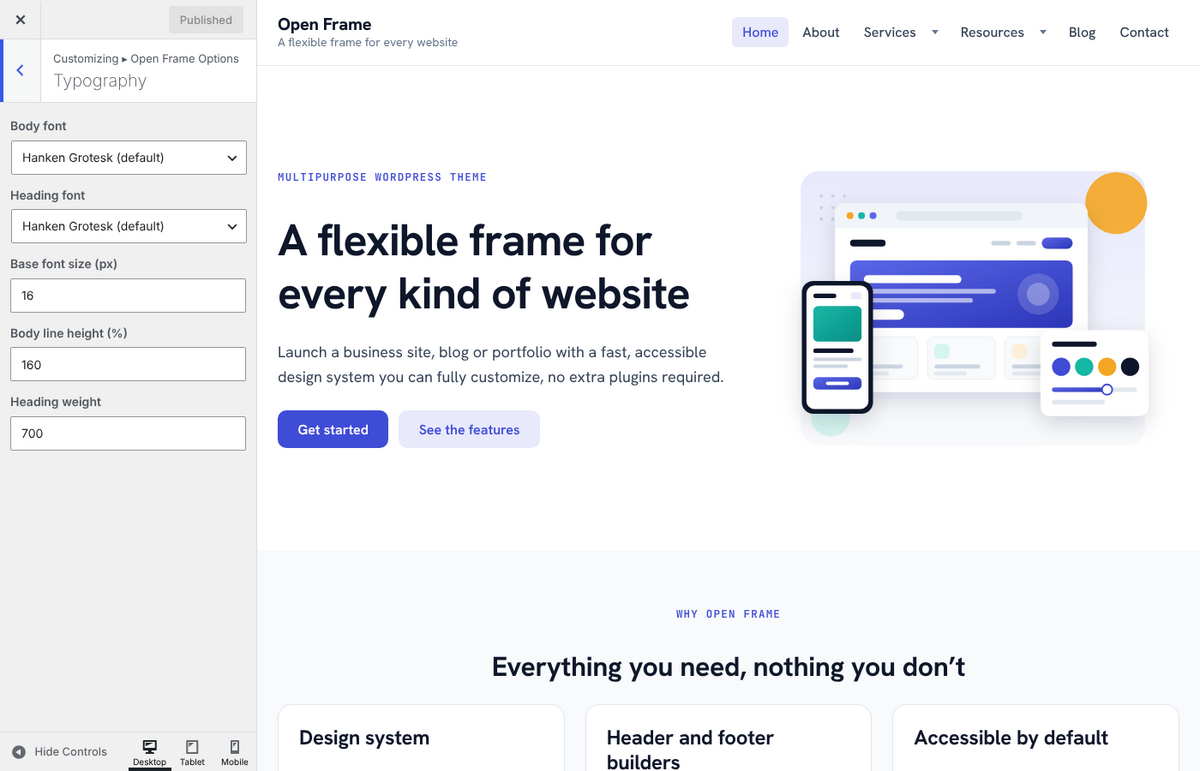 Published
Customizing ▸ Open Frame Options
Typography
Body font
Hanken Grotesk (default)
Heading font
Hanken Grotesk (default)
Base font size (px)
16
Body line height (%)
160
Heading weight
700
Hide Controls
Desktop
Tablet
Mobile
Open Frame
A flexible frame for every website
Home
About
Services
Resources
Blog
Contact
MULTIPURPOSE WORDPRESS THEME
A flexible frame for
every kind of website
Launch a business site, blog or portfolio with a fast, accessible
design system you can fully customize, no extra plugins required.
Get started
See the features
WHY OPEN FRAME
Everything you need, nothing you don’t
Design system
Header and footer
builders
Accessible by default